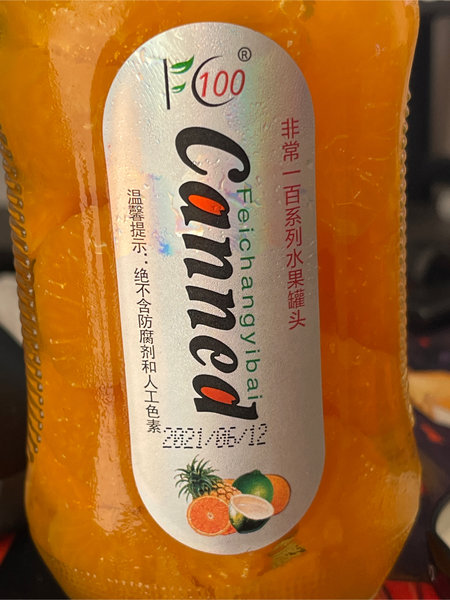 FC100®
非常一百系列水果罐头
Feichangyibai
Canned
温馨提示：绝不含防腐剂和人工色素
2021/06/12